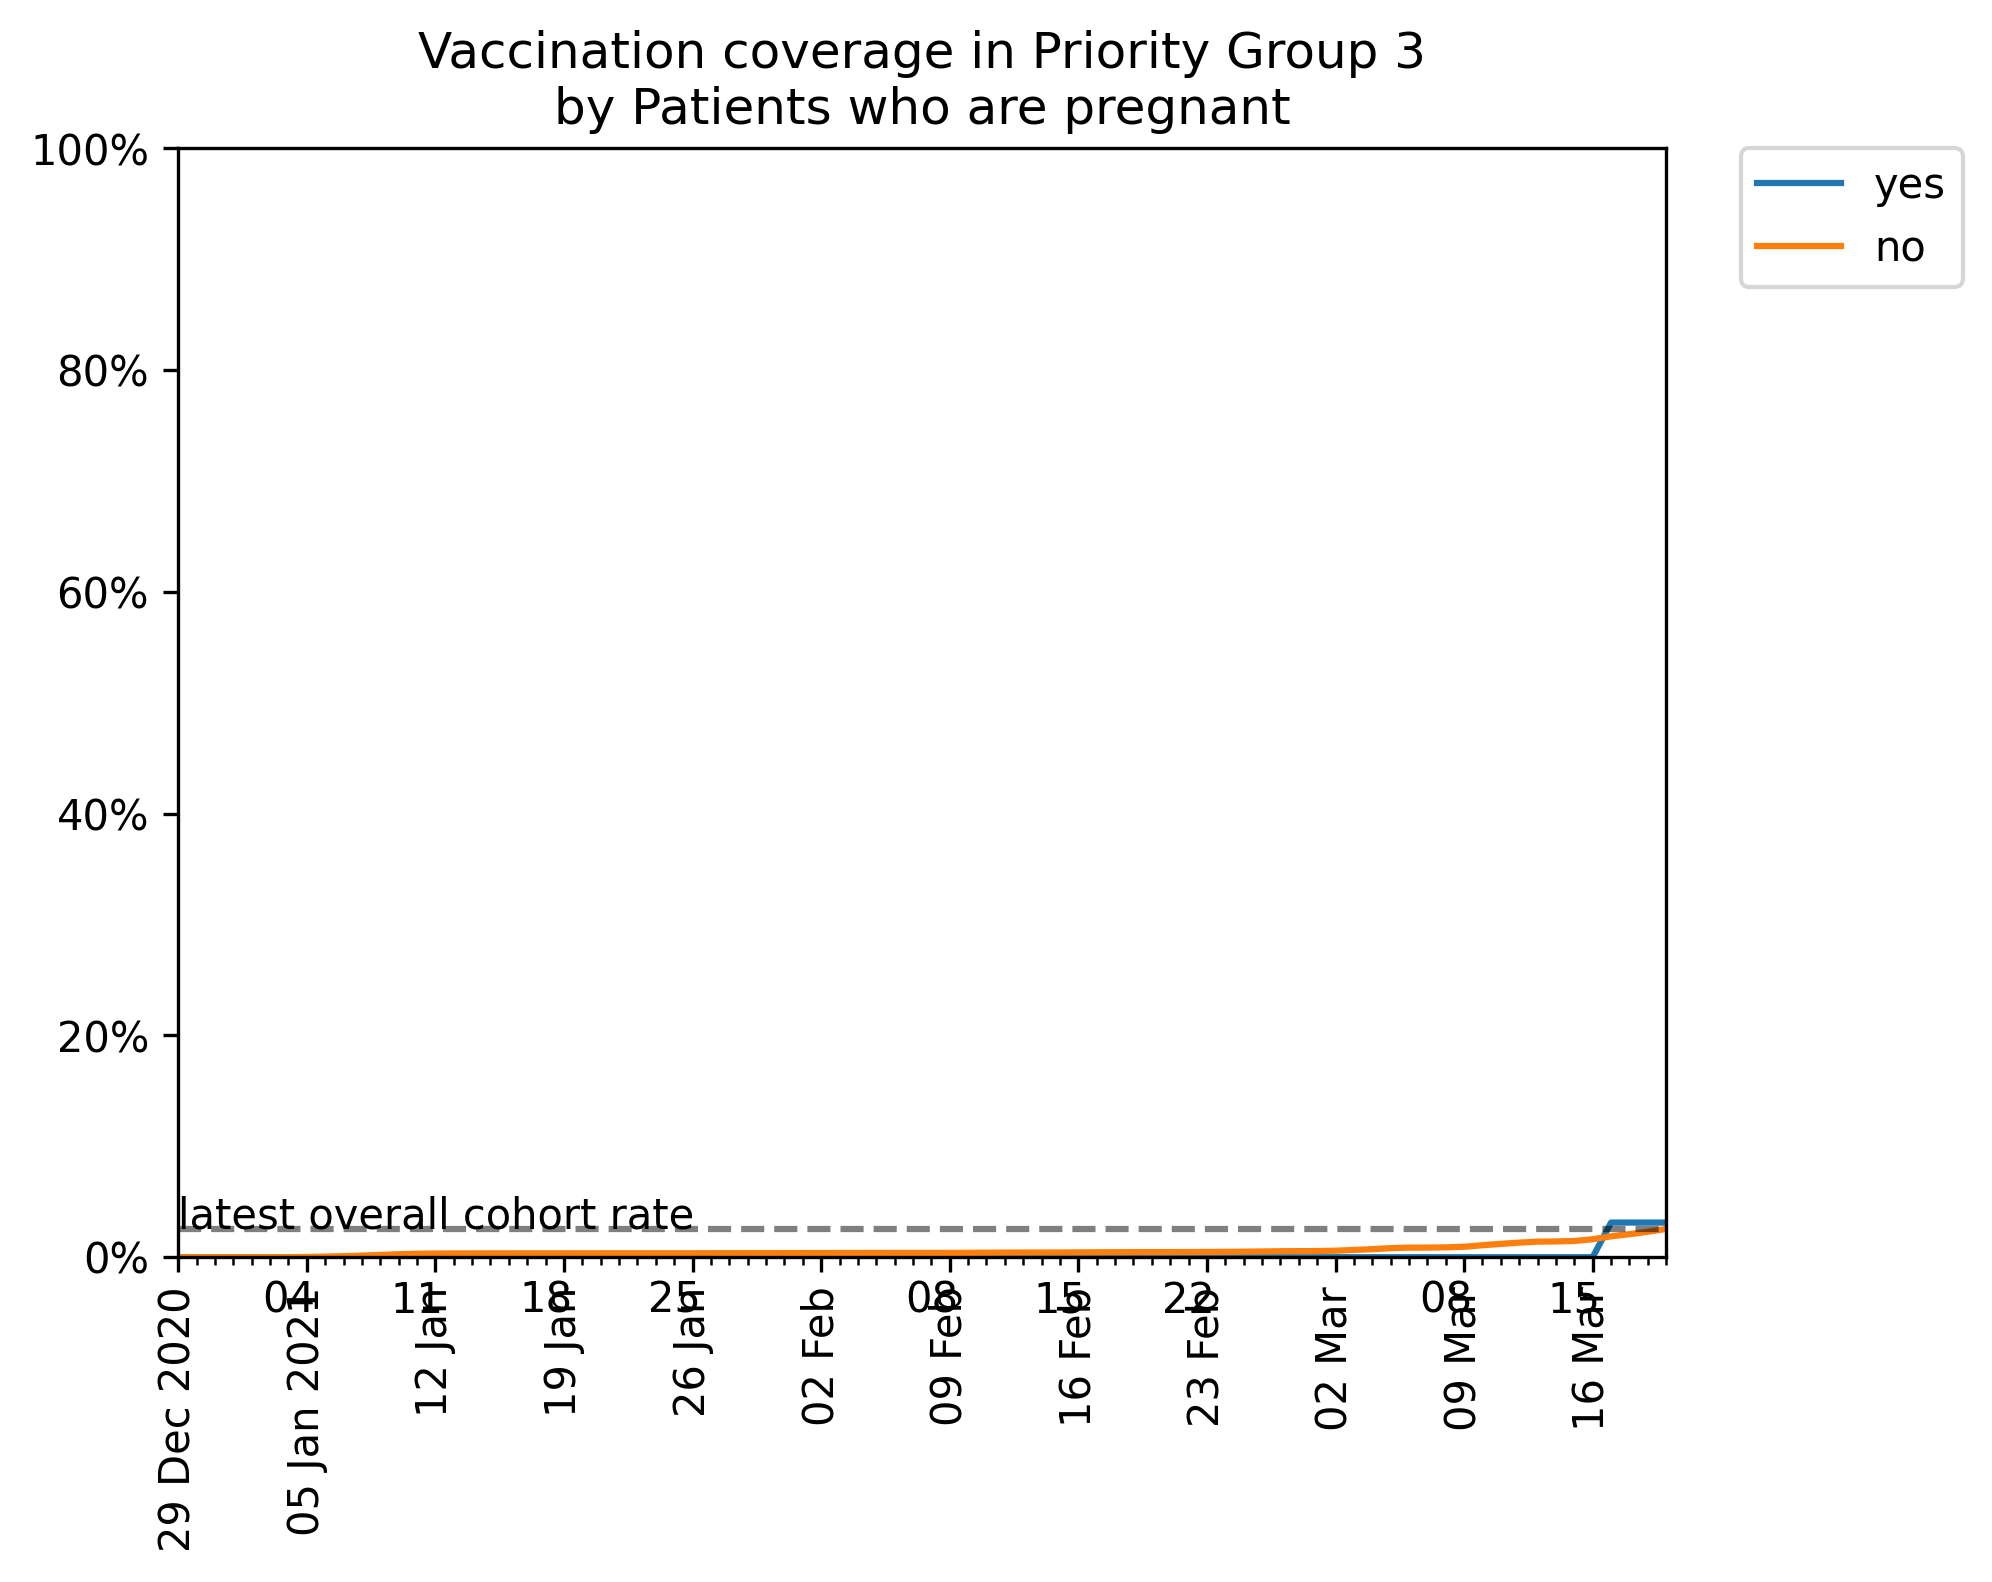 Vaccination coverage in Priority Group 3
by Patients who are pregnant
100%
80%
60%
40%
20%
0%
latest overall cohort rate
yes
no
04
11
18
25
08
15
22
08
15
29 Dec 2020
05 Jan 2021
12 Jan
19 Jan
26 Jan
02 Feb
09 Feb
16 Feb
23 Feb
02 Mar
09 Mar
16 Mar